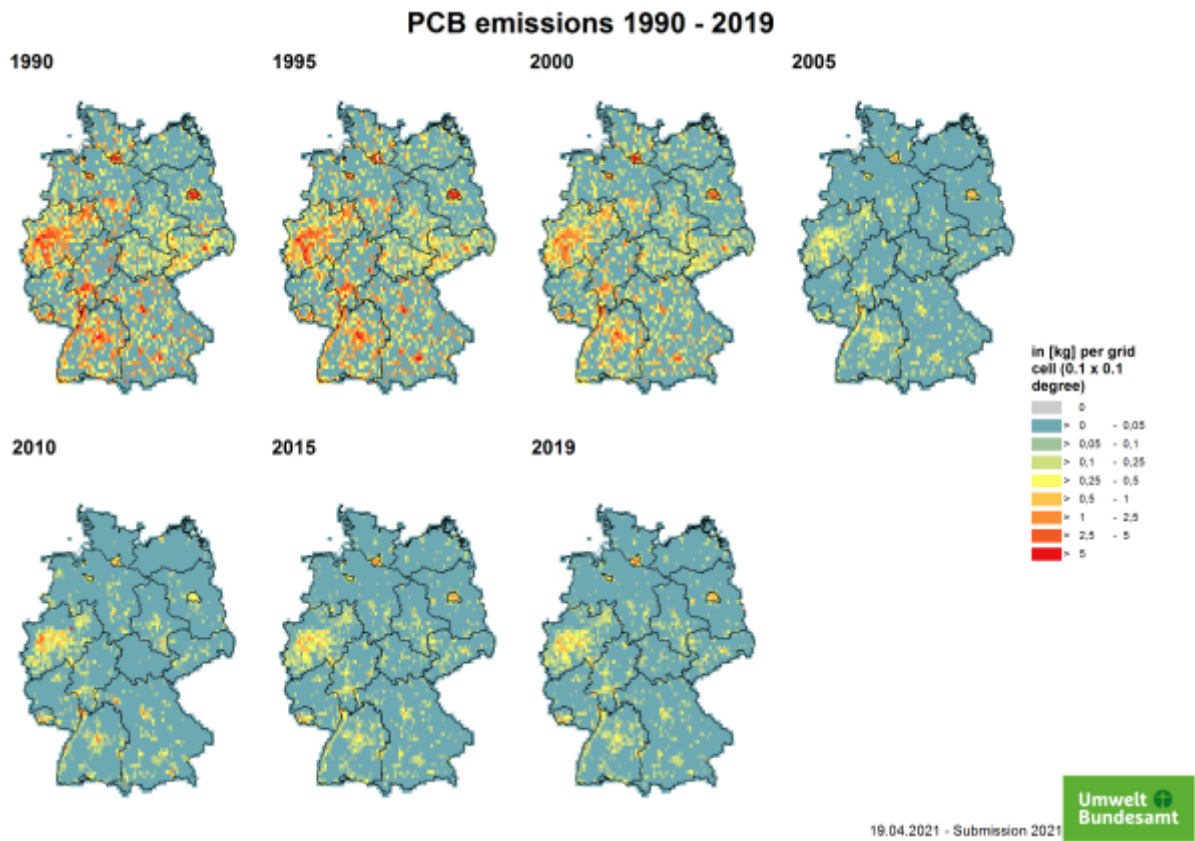 PCB emissions 1990 - 2019
1990
1995
2000
2005
in [kg] per grid
cell (0.1 x 0.1
degree)
0
> 0 - 0,05
> 0,05 - 0,1
> 0,1 - 0,25
> 0,25 - 0,5
> 0,5 - 1
> 1 - 2,5
> 2,5 - 5
> 5
2010
2015
2019
19.04.2021 - Submission 2021
Umwelt
Bundesamt